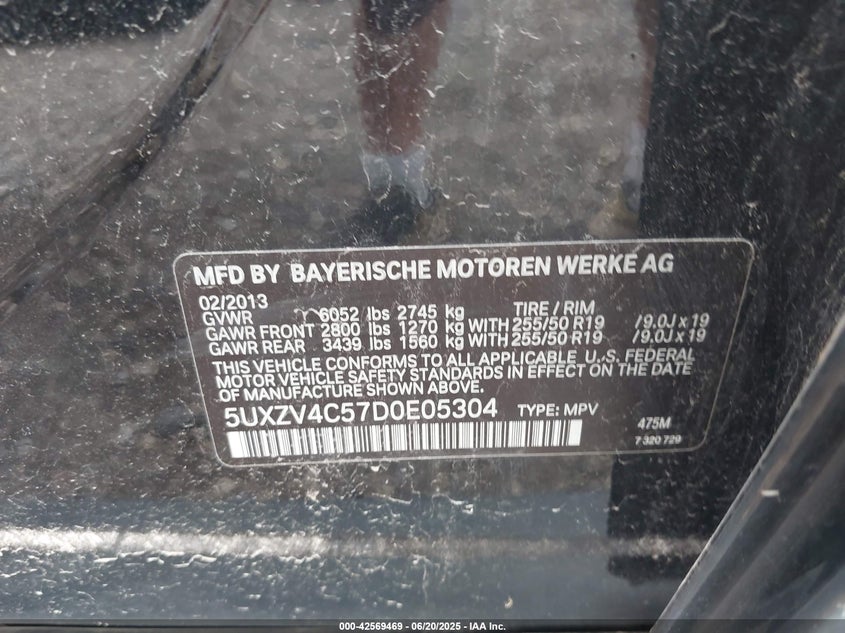 MFD BY BAYERISCHE MOTOREN WERKE AG
02/2013 TIRE / RIM
GVWR 6052 lbs 2745 kg
GAWR FRONT 2800 lbs 1270 kg WITH 255/50 R19 /9.0J x 19
GAWR REAR 3439 lbs 1560 kg WITH 255/50 R19 /9.0J x 19
THIS VEHICLE CONFORMS TO ALL APPLICABLE U.S. FEDERAL
MOTOR VEHICLE SAFETY STANDARDS IN EFFECT ON THE DATE
OF MANUFACTURE SHOWN ABOVE.
5UXZV4C57D0E05304 TYPE: MPV 475M
7 320 729
000-42569469 - 06/20/2025 - IAA Inc.